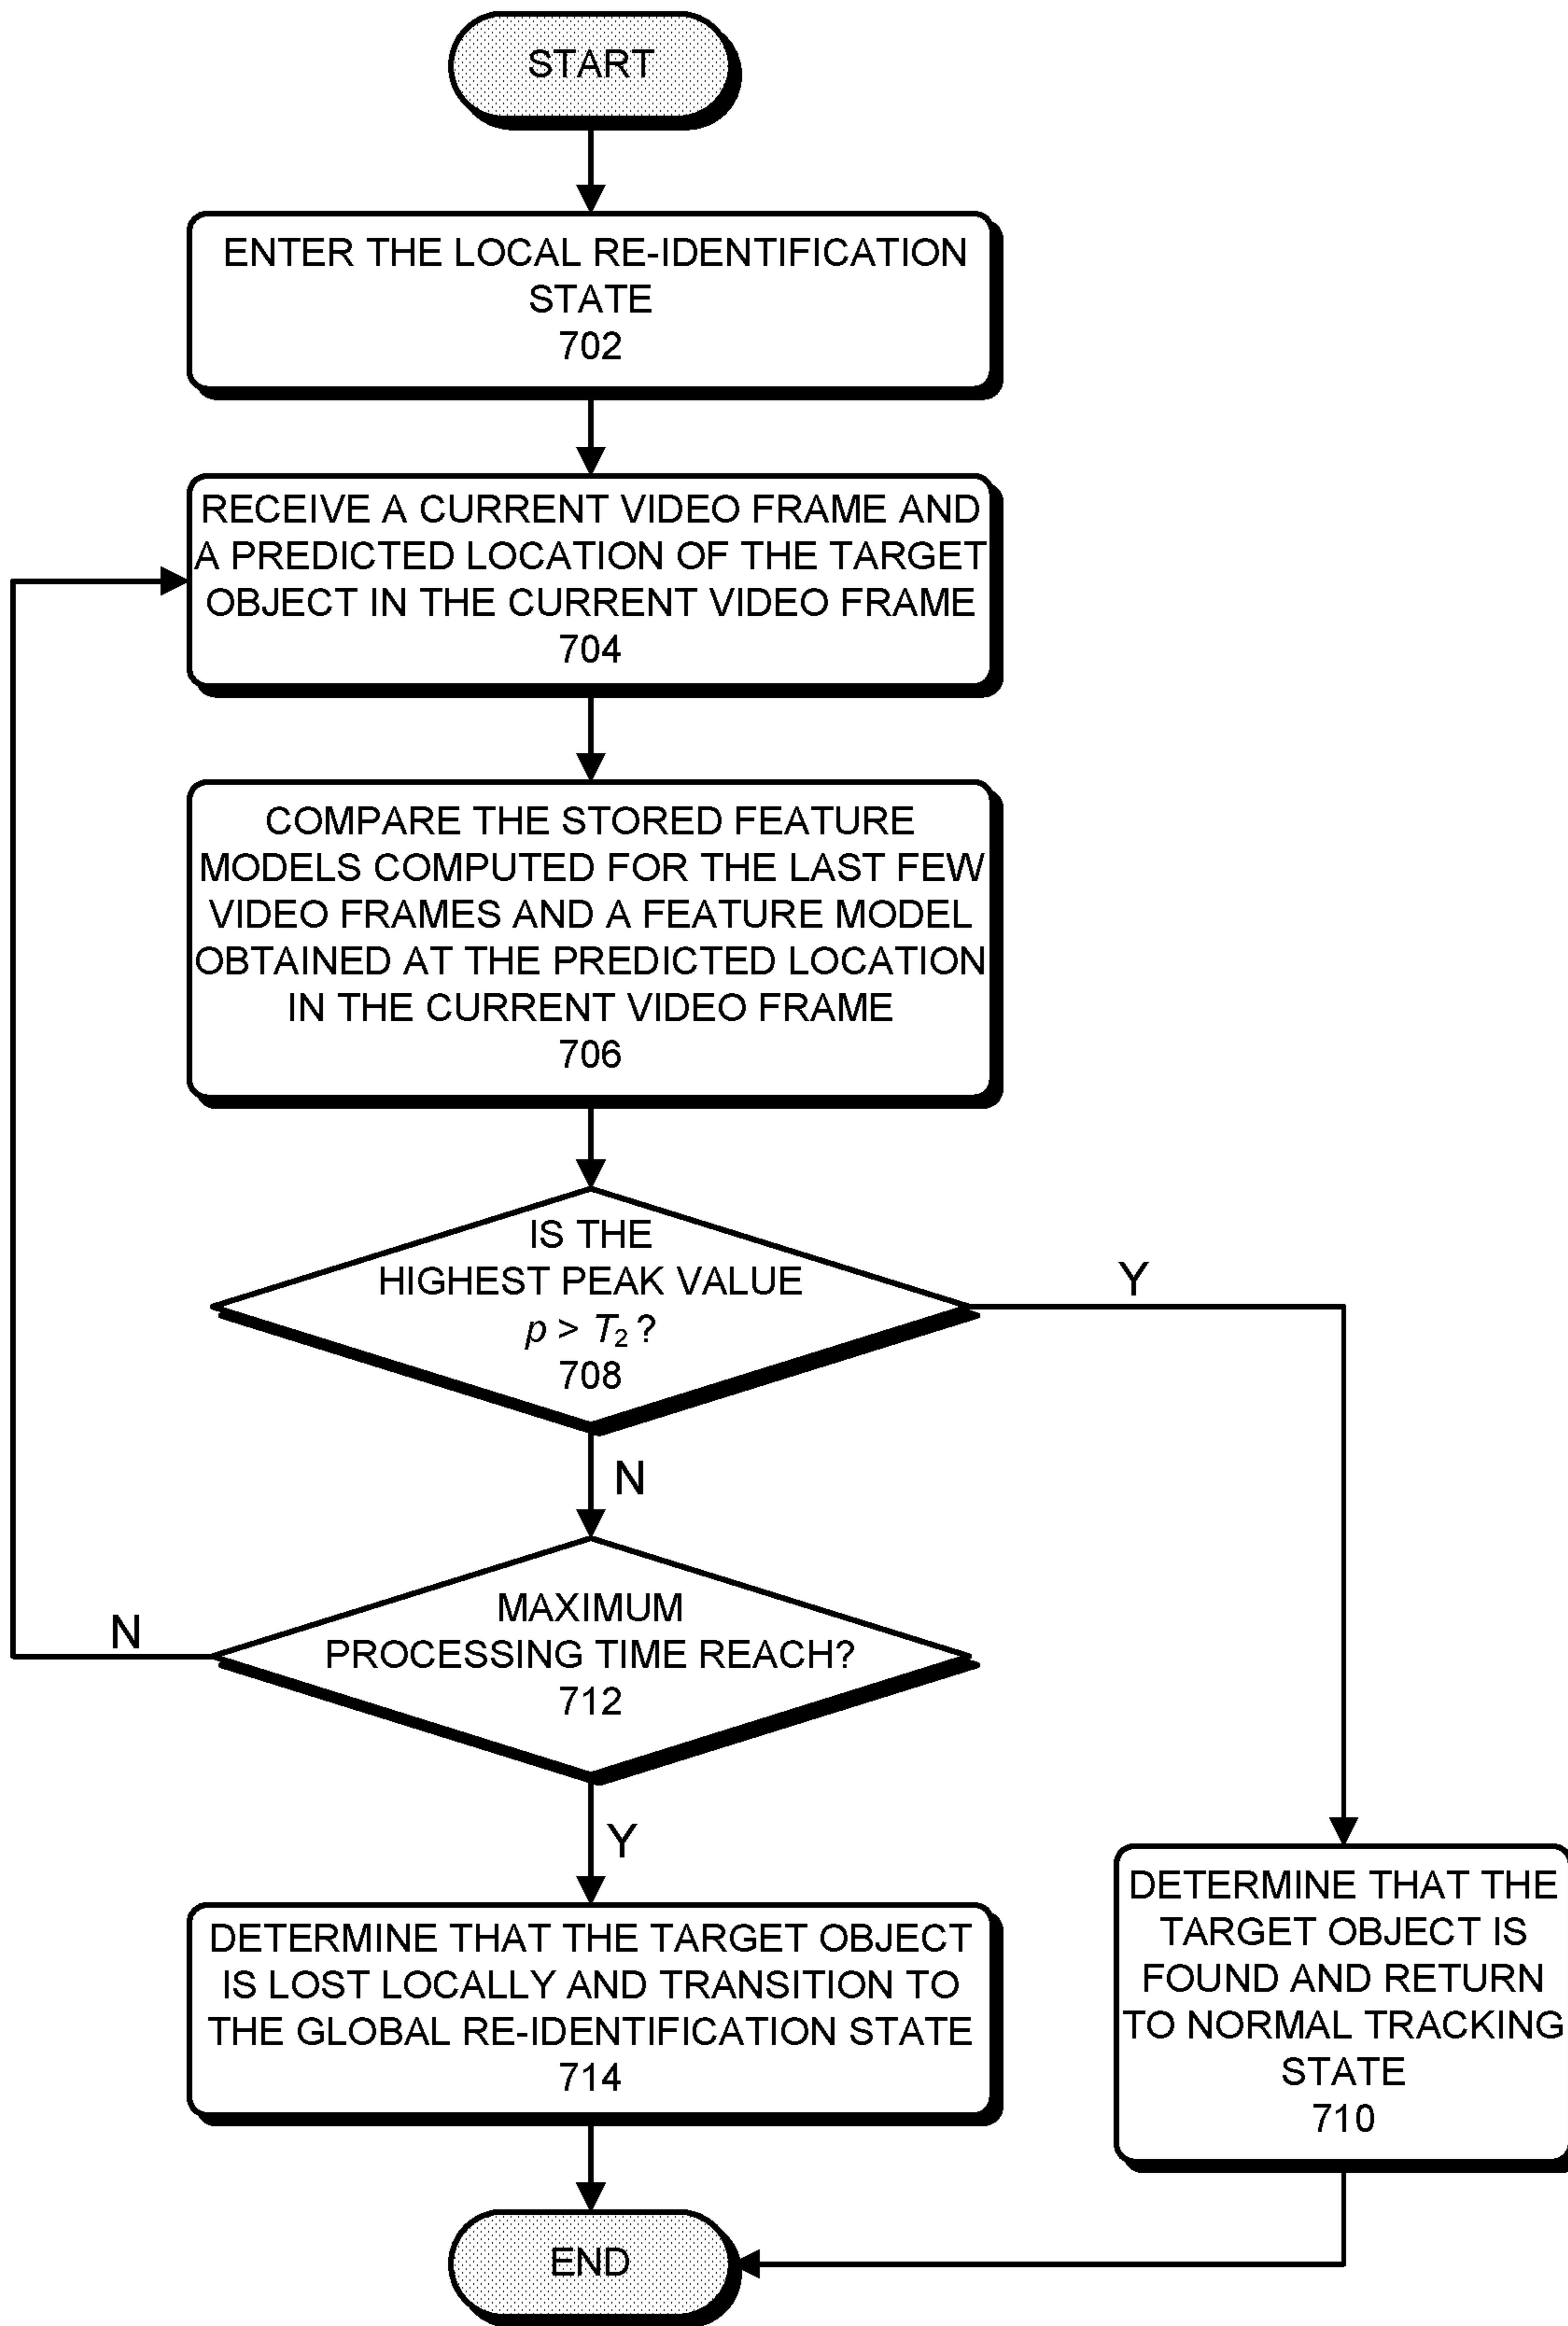 START
ENTER THE LOCAL RE-IDENTIFICATION
STATE
702
RECEIVE A CURRENT VIDEO FRAME AND
A PREDICTED LOCATION OF THE TARGET
OBJECT IN THE CURRENT VIDEO FRAME
704
COMPARE THE STORED FEATURE
MODELS COMPUTED FOR THE LAST FEW
VIDEO FRAMES AND A FEATURE MODEL
OBTAINED AT THE PREDICTED LOCATION
IN THE CURRENT VIDEO FRAME
706
IS THE
HIGHEST PEAK VALUE
p > T₂ ?
708
Y
N
MAXIMUM
PROCESSING TIME REACH?
712
N
Y
DETERMINE THAT THE TARGET OBJECT
IS LOST LOCALLY AND TRANSITION TO
THE GLOBAL RE-IDENTIFICATION STATE
714
DETERMINE THAT THE
TARGET OBJECT IS
FOUND AND RETURN
TO NORMAL TRACKING
STATE
710
END